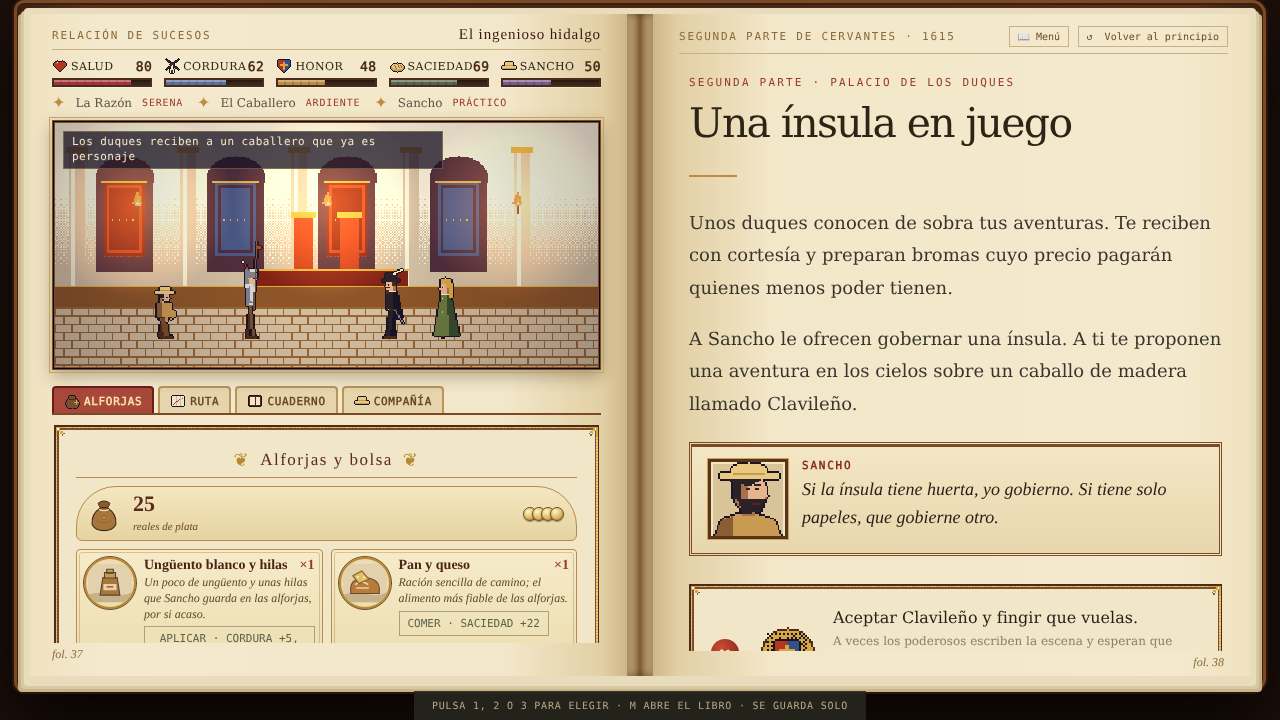 RELACIÓN DE SUCESOS
El ingenioso hidalgo
SALUD 80
CORDURA 62
HONOR 48
SACIEDAD 69
SANCHO 50
La Razón SERENA
El Caballero ARDIENTE
Sancho PRÁCTICO
Los duques reciben a un caballero que ya es
personaje
ALFORJAS
RUTA
CUADERNO
COMPAÑÍA
Alforjas y bolsa
25
reales de plata
Ungüento blanco y hilas ×1
Un poco de ungüento y unas hilas
que Sancho guarda en las alforjas,
por si acaso.
APLICAR · CORDURA +5,
Pan y queso ×1
Ración sencilla de camino; el
alimento más fiable de las alforjas.
COMER · SACIEDAD +22
fol. 37
SEGUNDA PARTE DE CERVANTES · 1615
Menú
↺ Volver al principio
SEGUNDA PARTE · PALACIO DE LOS DUQUES
Una ínsula en juego
Unos duques conocen de sobra tus aventuras. Te reciben
con cortesía y preparan bromas cuyo precio pagarán
quienes menos poder tienen.
A Sancho le ofrecen gobernar una ínsula. A ti te proponen
una aventura en los cielos sobre un caballo de madera
llamado Clavileño.
SANCHO
Si la ínsula tiene huerta, yo gobierno. Si tiene solo
papeles, que gobierne otro.
Aceptar Clavileño y fingir que vuelas.
A veces los poderosos escriben la escena y esperan que
fol. 38
PULSA 1, 2 O 3 PARA ELEGIR · M ABRE EL LIBRO · SE GUARDA SOLO